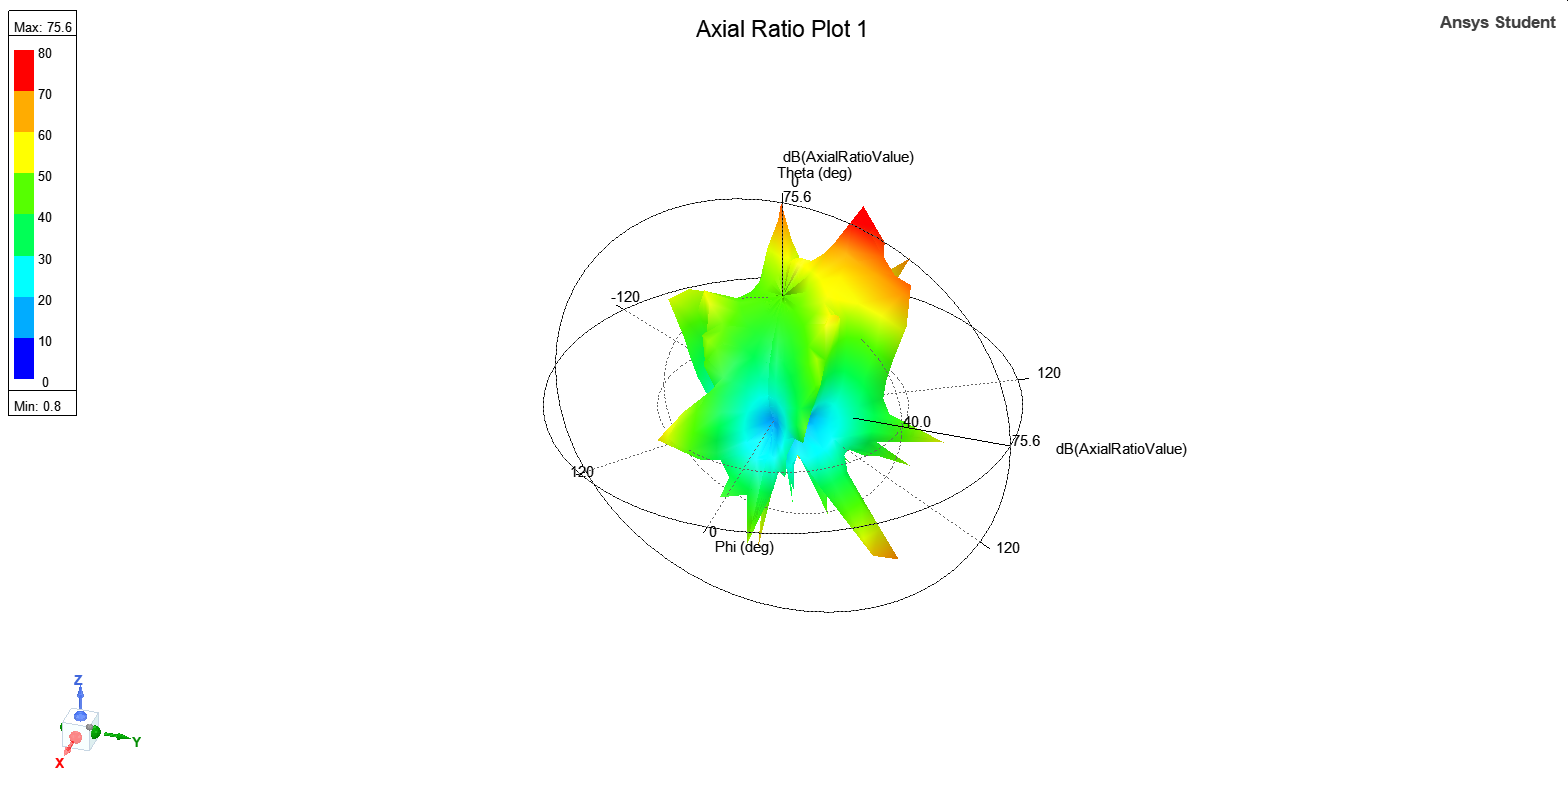 Axial Ratio Plot 1
Ansys Student
Max: 75.6
80
70
60
50
40
30
20
10
0
Min: 0.8
dB(AxialRatioValue)
Theta (deg)
0
75.6
-120
120
40.0
75.6
dB(AxialRatioValue)
120
0
Phi (deg)
120
Z
Y
X